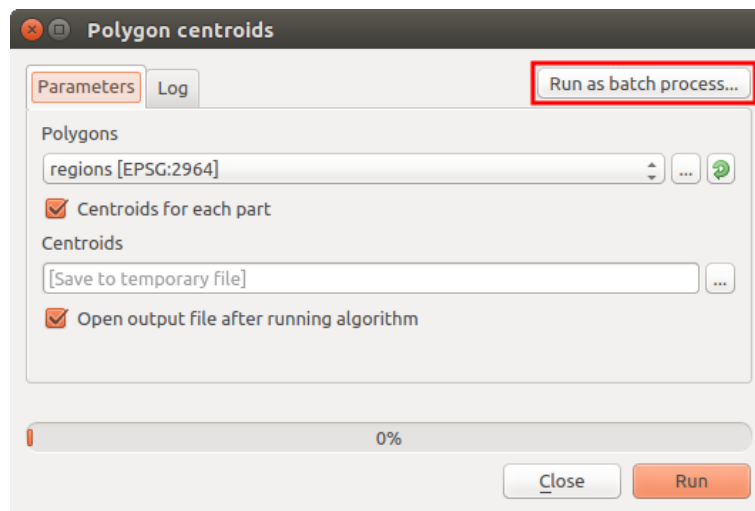 Polygon centroids
Parameters
Log
Run as batch process...
Polygons
regions [EPSG:2964]
...
Centroids for each part
Centroids
[Save to temporary file]
...
Open output file after running algorithm
0%
Close
Run